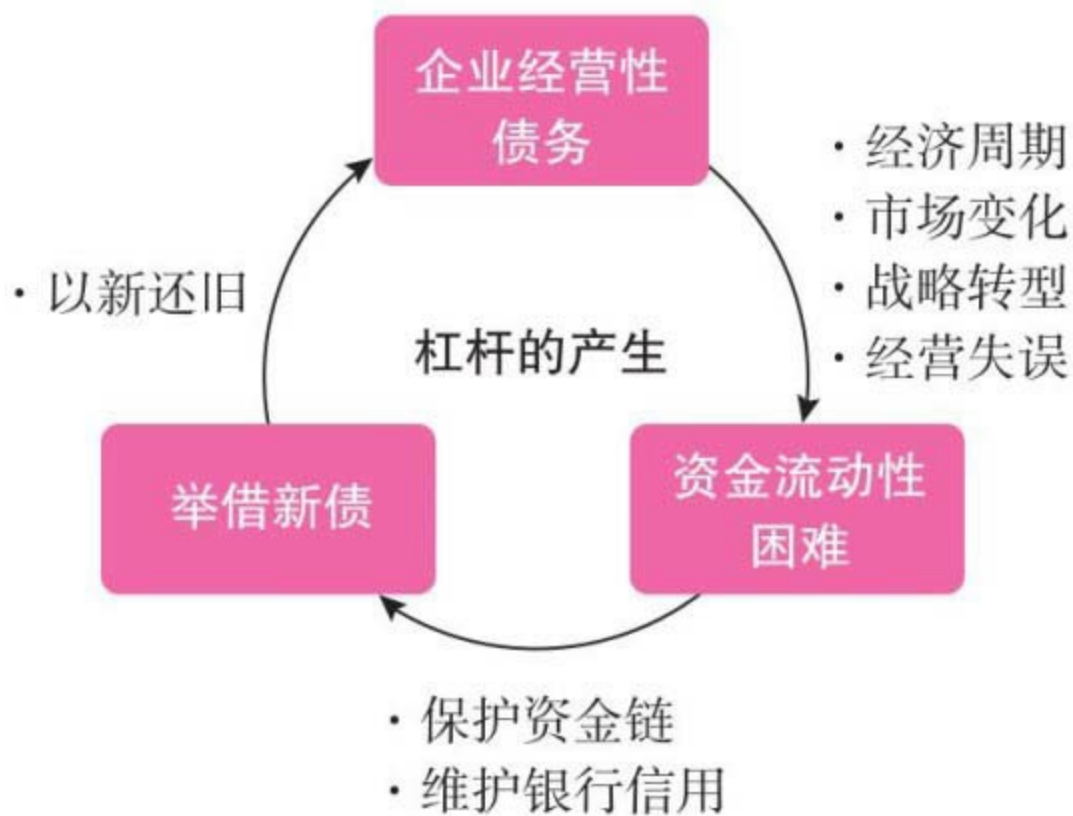 企业经营性
债务
· 经济周期
· 市场变化
· 战略转型
· 经营失误
· 以新还旧
杠杆的产生
举借新债
资金流动性
困难
· 保护资金链
· 维护银行信用